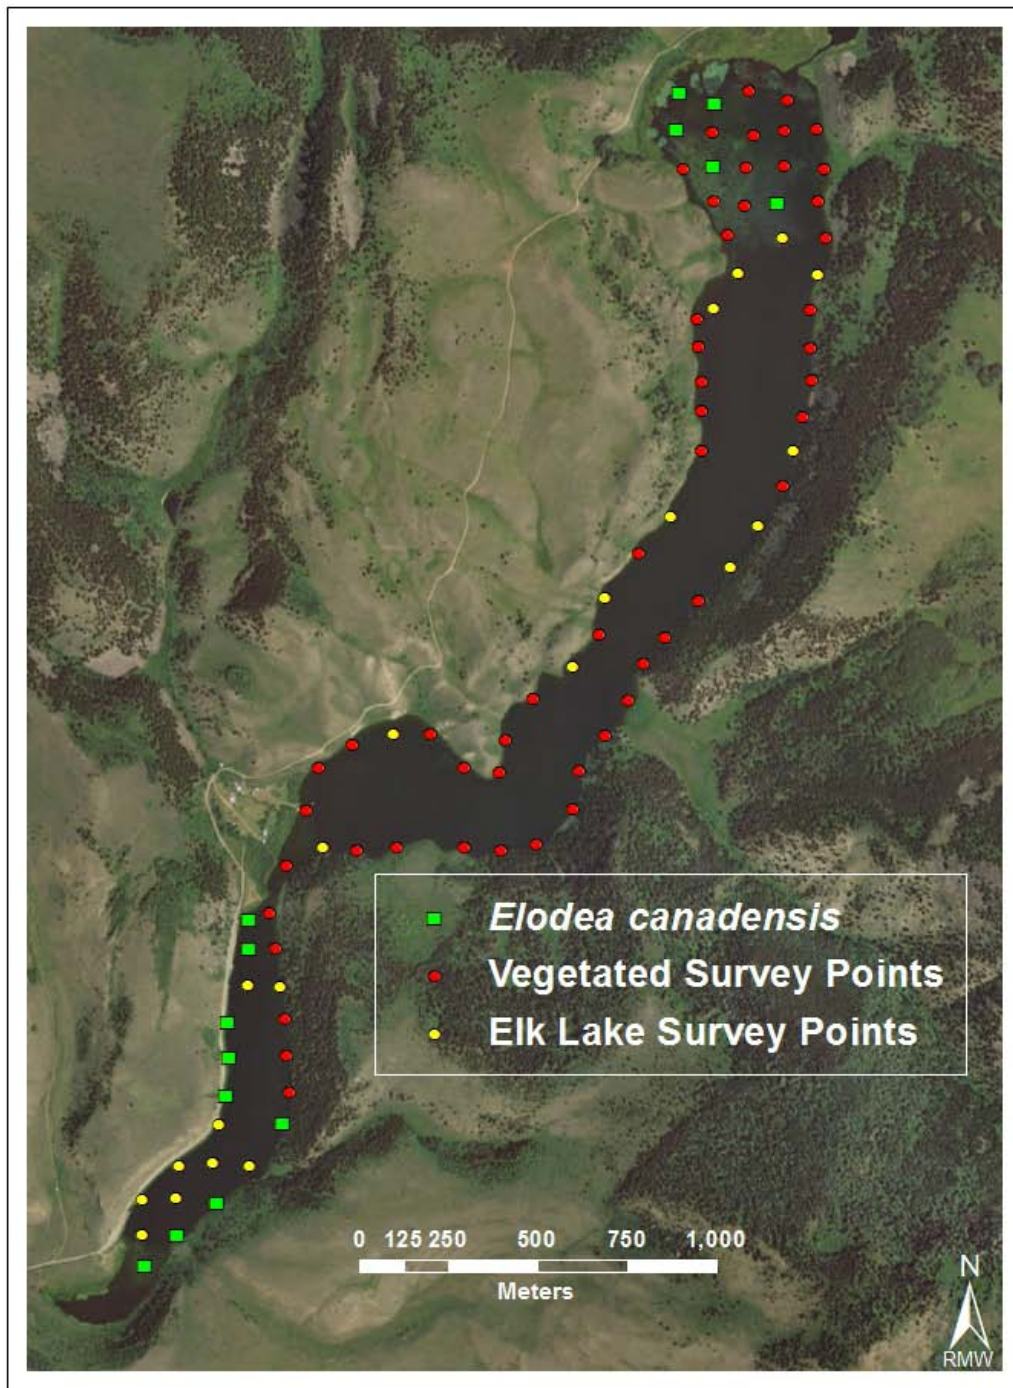 Elodea canadensis
Vegetated Survey Points
Elk Lake Survey Points
0 125 250 500 750 1,000
Meters
N
RMW